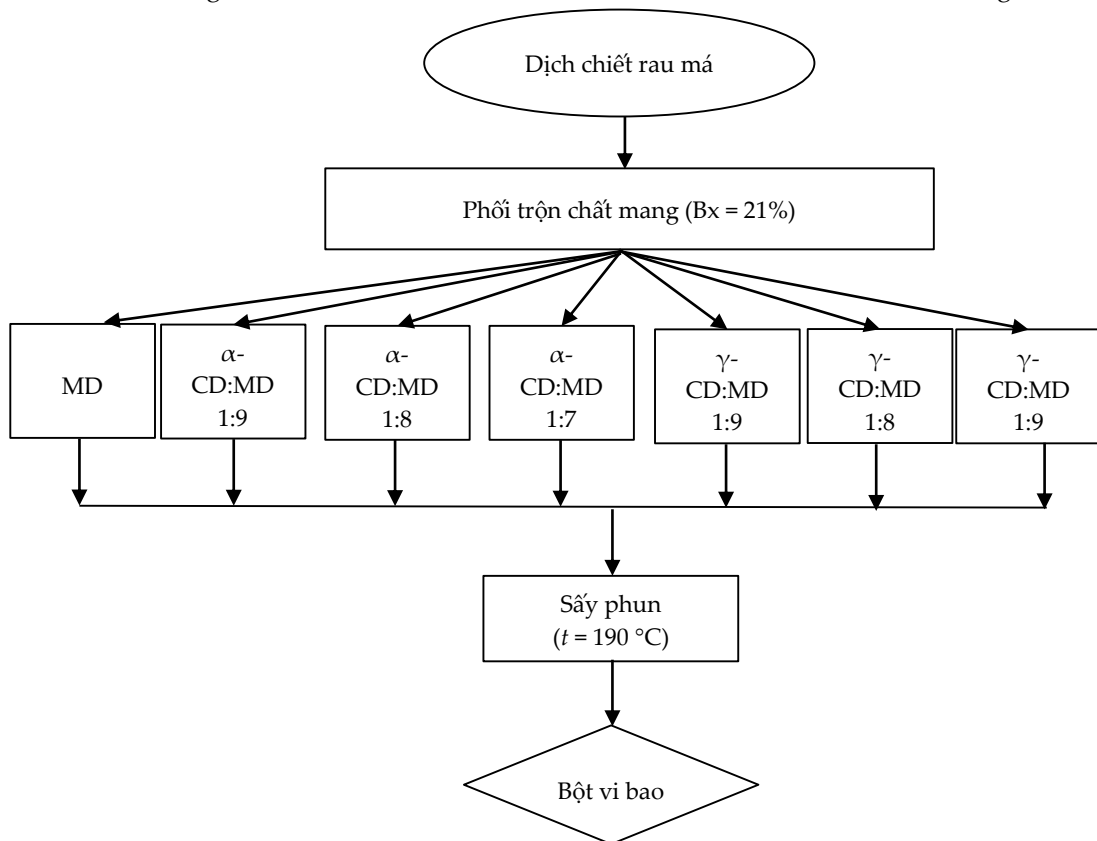 Dịch chiết rau má
Phối trộn chất mang (Bx = 21%)
MD
α-
CD:MD
1:9
α-
CD:MD
1:8
α-
CD:MD
1:7
γ-
CD:MD
1:9
γ-
CD:MD
1:8
γ-
CD:MD
1:9
Sấy phun
(t = 190 °C)
Bột vi bao